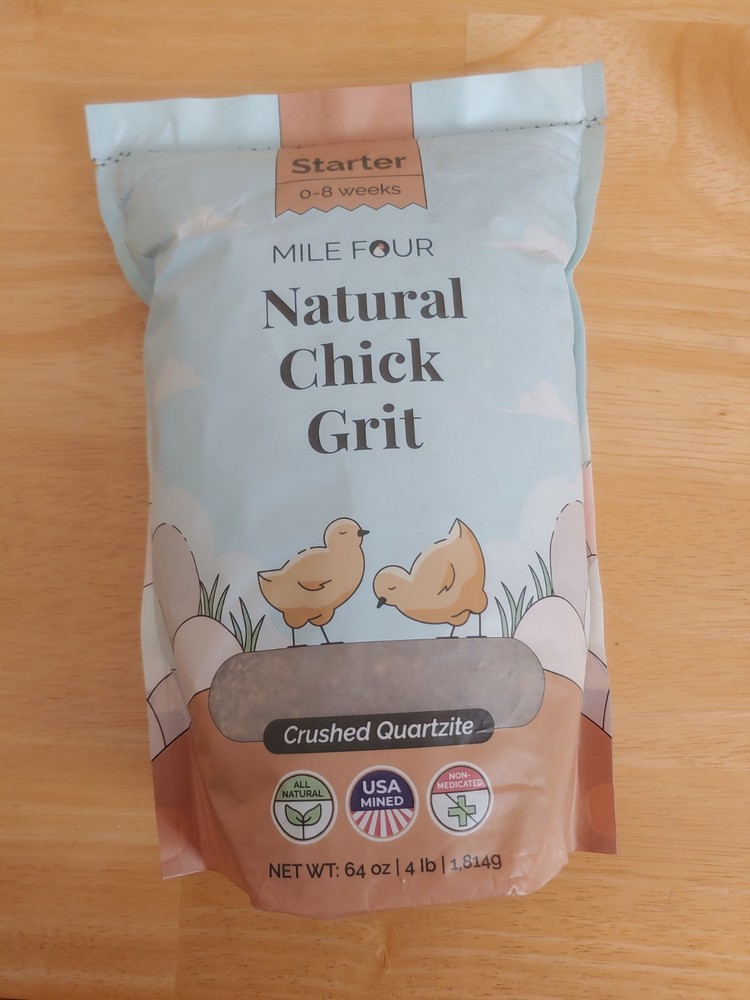 Starter
0-8 weeks
MILE FOUR
Natural
Chick
Grit
Crushed Quartzite
ALL
NATURAL
USA
MINED
NON-
MEDICATED
NET WT: 64 oz | 4 lb | 1,814g